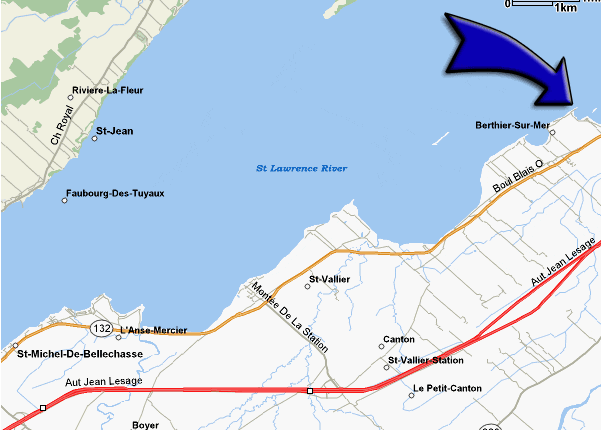 0
1km
Riviere-La-Fleur
Ch Royal
St-Jean
Berthier-Sur-Mer
St Lawrence River
Boul Blais O
Faubourg-Des-Tuyaux
Aut Jean Lesage
St-Vallier
Montee De La Station
132
L'Anse-Mercier
Canton
St-Michel-De-Bellechasse
St-Vallier-Station
Aut Jean Lesage
Le Petit-Canton
Boyer